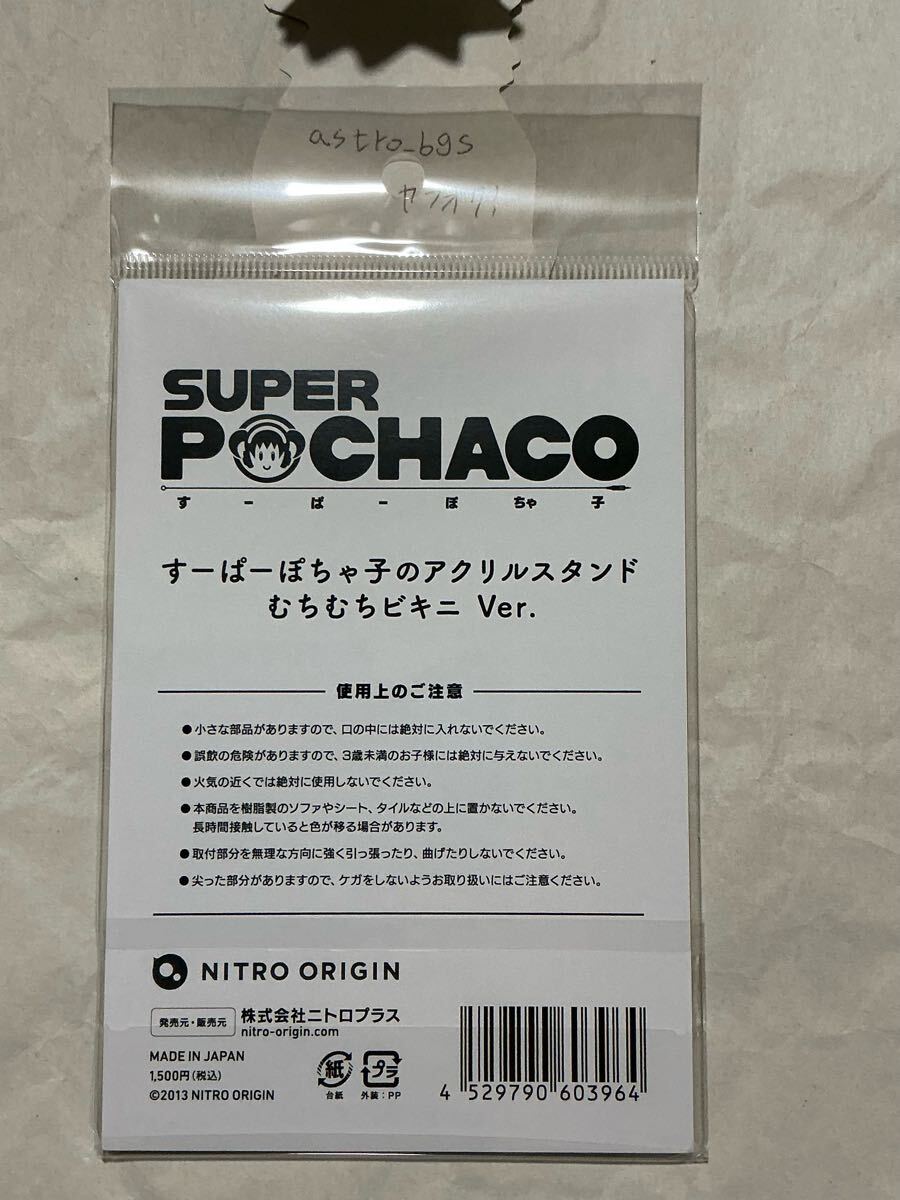 astro_bgs
ヤフオク!
SUPER
POCHACO
すーぱーぽちゃ子
すーぱーぽちゃ子のアクリルスタンド
むちむちビキニ Ver.
使用上のご注意
●小さな部品がありますので、口の中には絶対に入れないでください。
●誤飲の危険がありますので、3歳未満のお子様には絶対に与えないでください。
●火気の近くでは絶対に使用しないでください。
●本商品を樹脂製のソファやシート、タイルなどの上に置かないでください。
長時間接触していると色が移る場合があります。
●取付部分を無理な方向に強く引っ張ったり、曲げたりしないでください。
●尖った部分がありますので、ケガをしないようお取り扱いにはご注意ください。
NITRO ORIGIN
発売元・販売元 株式会社ニトロプラス
nitro-origin.com
MADE IN JAPAN
1,500円(税込)
©2013 NITRO ORIGIN
紙
台紙
プラ
外装:PP
4 529790 603964